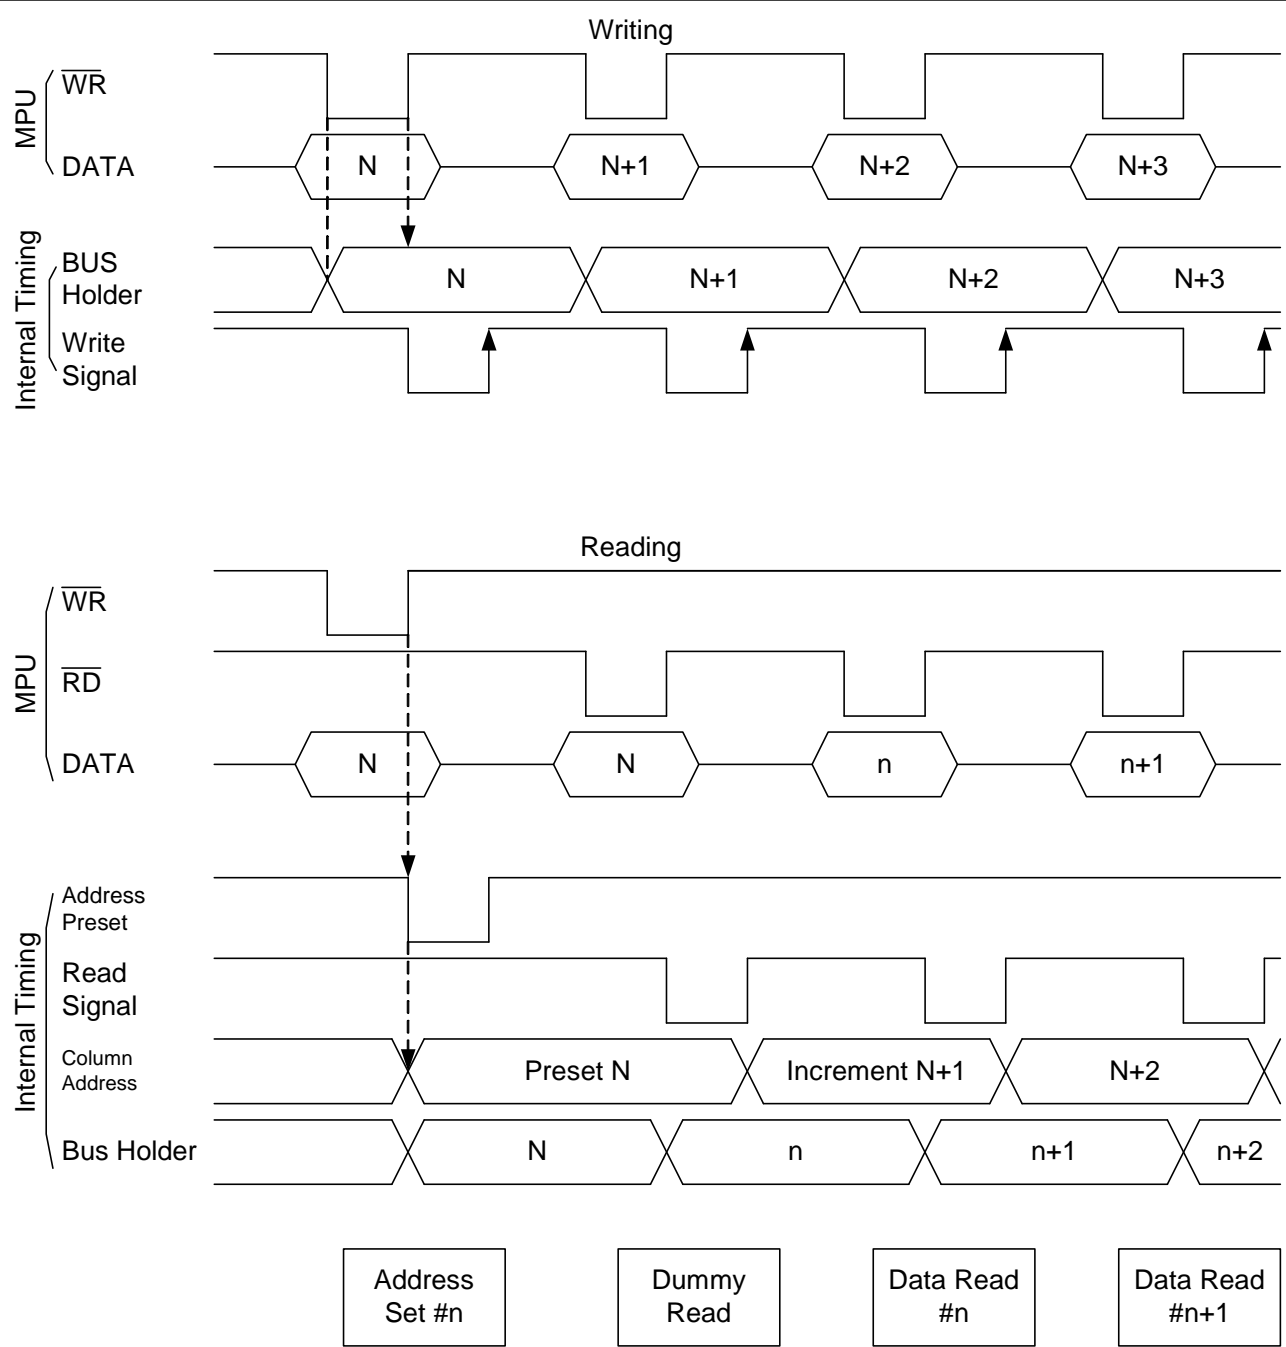 Writing
MPU
WR
DATA
N
N+1
N+2
N+3
Internal Timing
BUS
Holder
N
N+1
N+2
N+3
Write
Signal
Reading
MPU
WR
RD
DATA
N
N
n
n+1
Internal Timing
Address
Preset
Read
Signal
Column
Address
Preset N
Increment N+1
N+2
Bus Holder
N
n
n+1
n+2
Address
Set #n
Dummy
Read
Data Read
#n
Data Read
#n+1